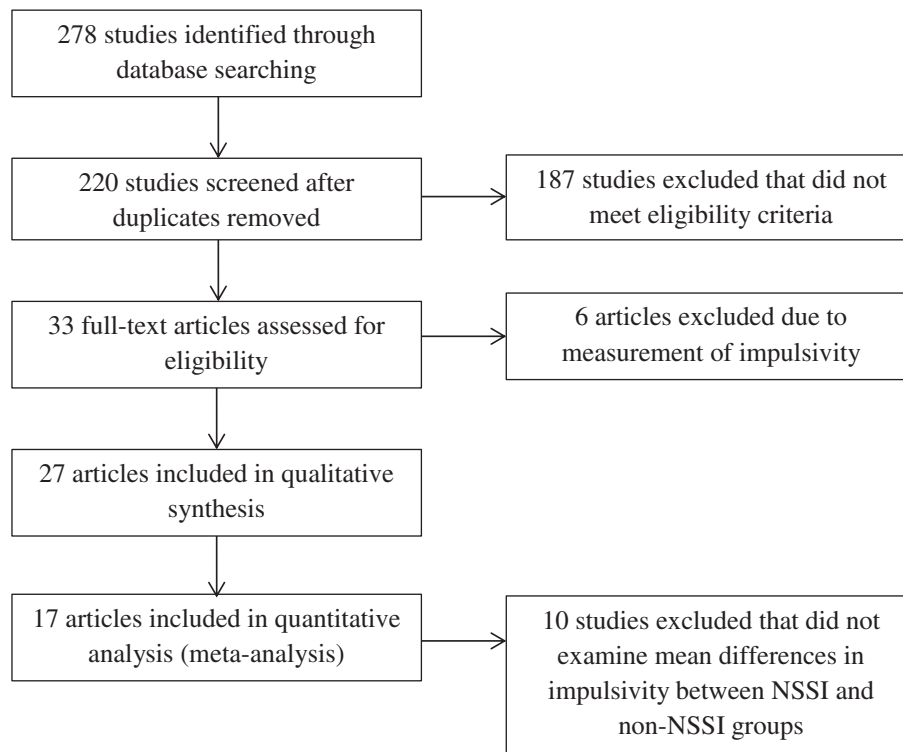 278 studies identified through
database searching
220 studies screened after
duplicates removed
187 studies excluded that did not
meet eligibility criteria
33 full-text articles assessed for
eligibility
6 articles excluded due to
measurement of impulsivity
27 articles included in qualitative
synthesis
17 articles included in quantitative
analysis (meta-analysis)
10 studies excluded that did not
examine mean differences in
impulsivity between NSSI and
non-NSSI groups